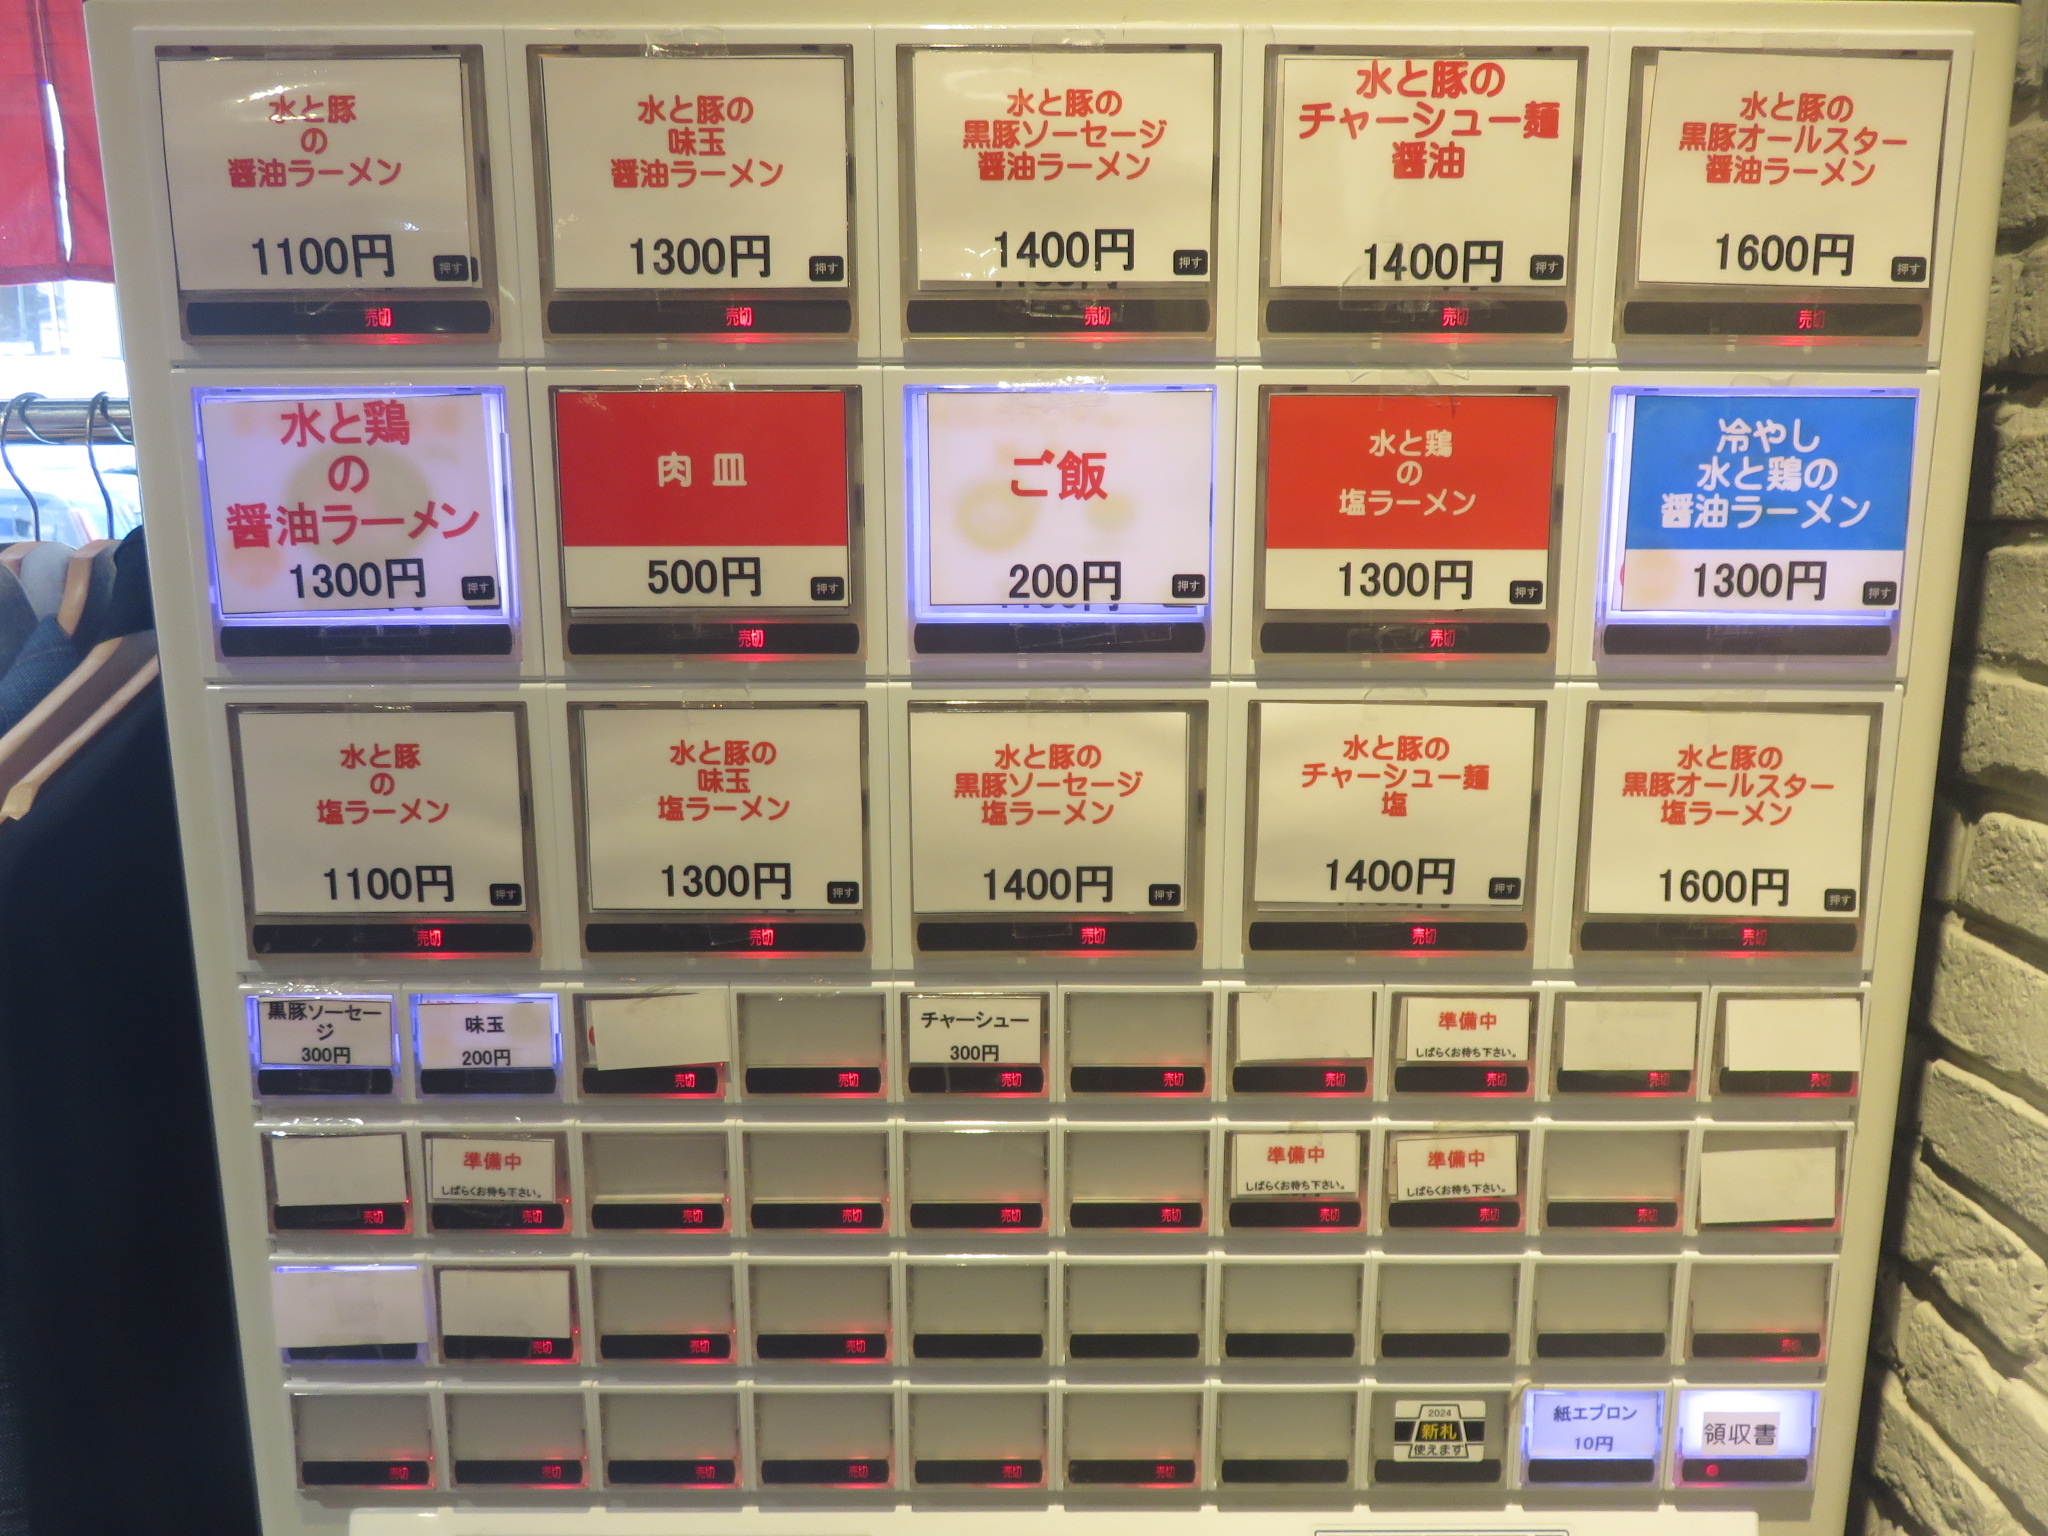 水と豚
の
醤油ラーメン
1100円
押す
売切
水と豚の
味玉
醤油ラーメン
1300円
押す
売切
水と豚の
黒豚ソーセージ
醤油ラーメン
1400円
押す
売切
水と豚の
チャーシュー麺
醤油
1400円
押す
売切
水と豚の
黒豚オールスター
醤油ラーメン
1600円
押す
売切
水と鶏
の
醤油ラーメン
1300円
押す
肉皿
500円
押す
売切
ご飯
200円
押す
水と鶏
の
塩ラーメン
1300円
押す
売切
冷やし
水と鶏の
醤油ラーメン
1300円
押す
水と豚
の
塩ラーメン
1100円
押す
売切
水と豚の
味玉
塩ラーメン
1300円
押す
売切
水と豚の
黒豚ソーセージ
塩ラーメン
1400円
押す
売切
水と豚の
チャーシュー麺
塩
1400円
押す
売切
水と豚の
黒豚オールスター
塩ラーメン
1600円
押す
売切
黒豚ソーセー
ジ
300円
味玉
200円
売切
売切
チャーシュー
300円
売切
売切
売切
準備中
しばらくお待ち下さい。
売切
売切
売切
売切
準備中
しばらくお待ち下さい。
売切
売切
売切
売切
売切
準備中
しばらくお待ち下さい。
売切
準備中
しばらくお待ち下さい。
売切
売切
売切
売切
売切
売切
売切
売切
売切
売切
売切
売切
売切
2024
新札
使えます
紙エプロン
10円
領収書